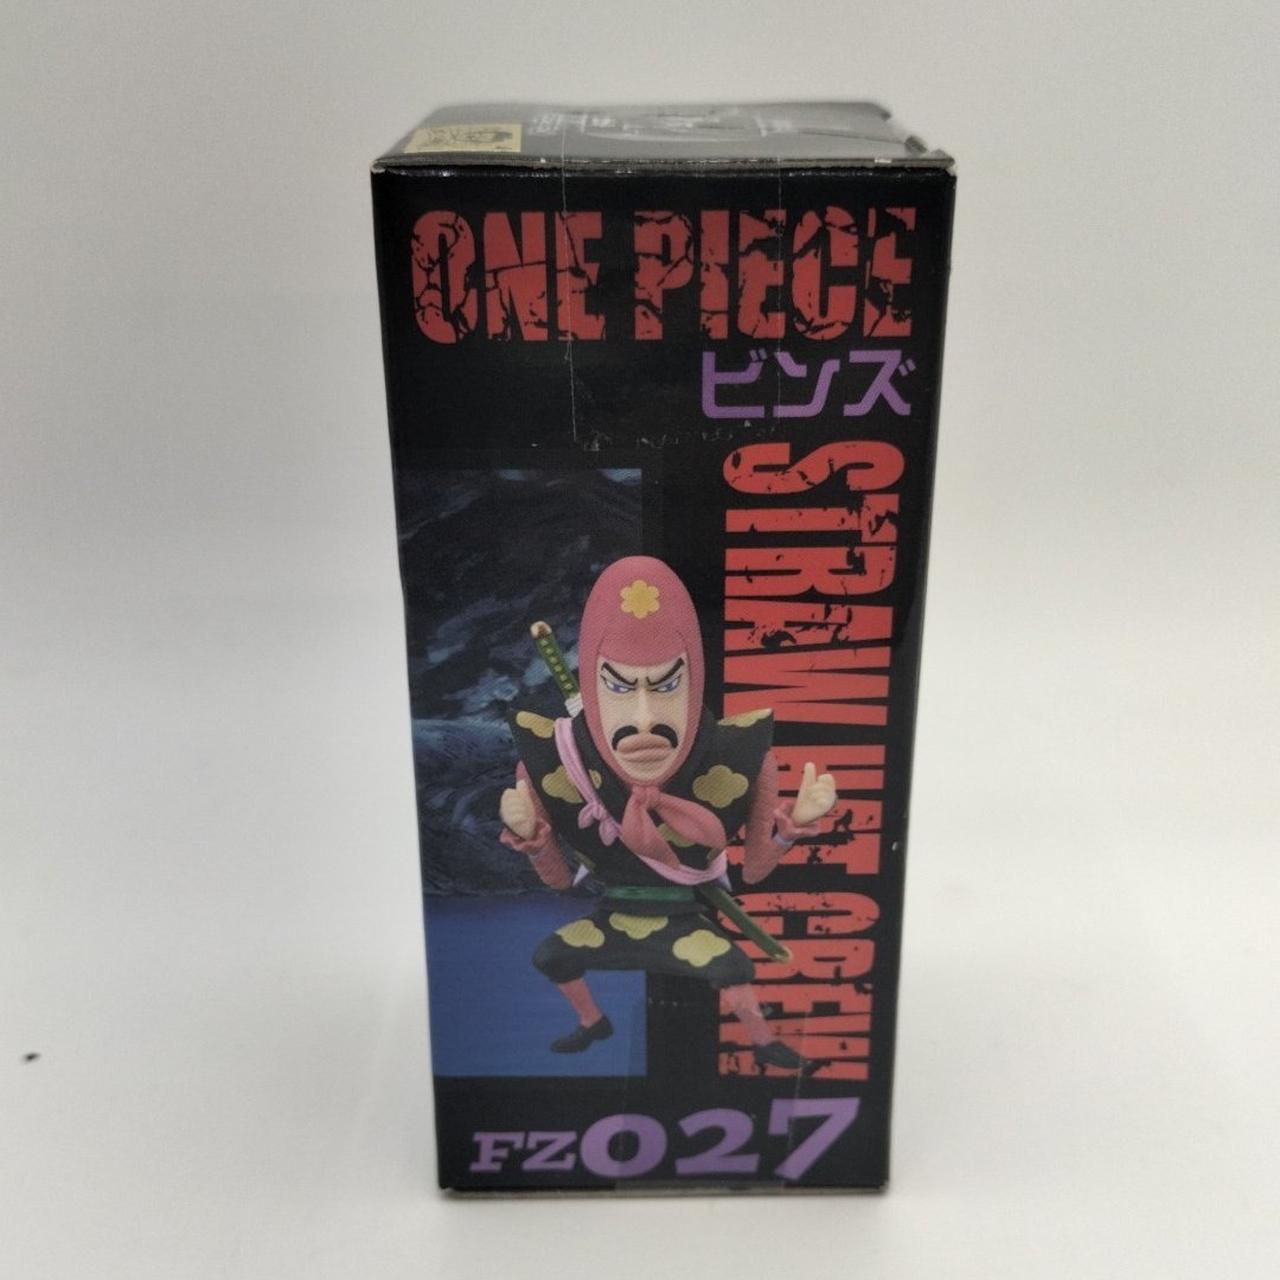 ONE PIECE
ビンズ
STRAW HAT CREW
FZ027